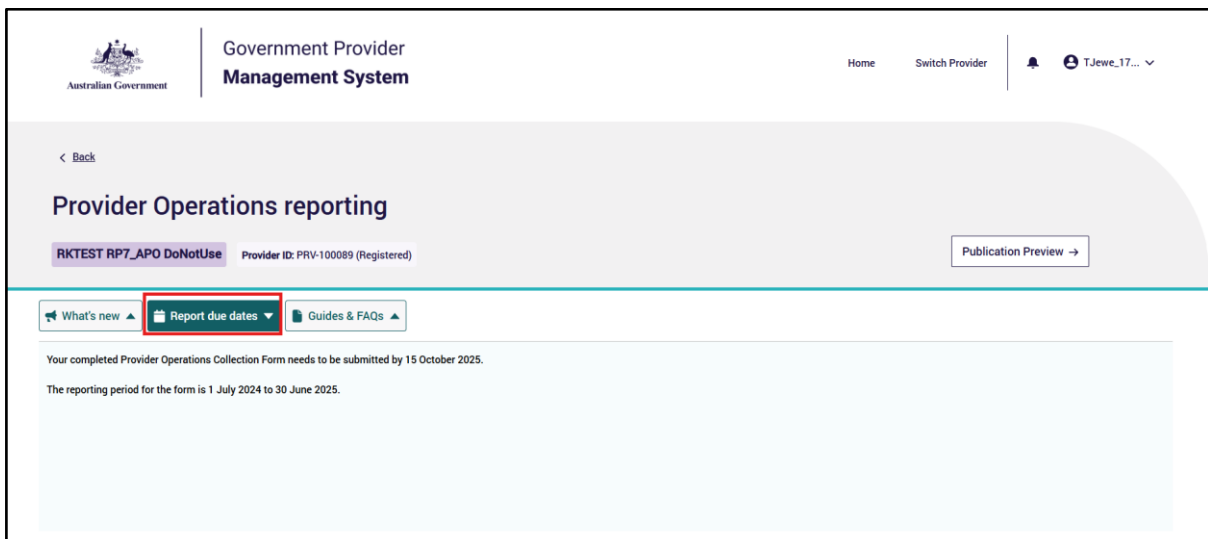 Australian Government
Government Provider
Management System
Home
Switch Provider
TJewe_17...
Back
Provider Operations reporting
RKTEST RP7_APO DoNotUse
Provider ID: PRV-100089 (Registered)
Publication Preview →
What's new
Report due dates
Guides & FAQs
Your completed Provider Operations Collection Form needs to be submitted by 15 October 2025.
The reporting period for the form is 1 July 2024 to 30 June 2025.